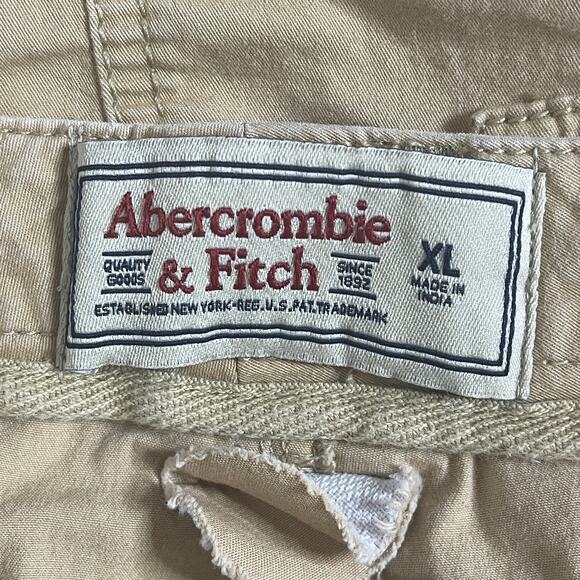 Abercrombie
& Fitch
QUALITY
GOODS
SINCE
1892
ESTABLISHED NEW YORK-REG.U.S.PAT.TRADEMARK
XL
MADE IN
INDIA